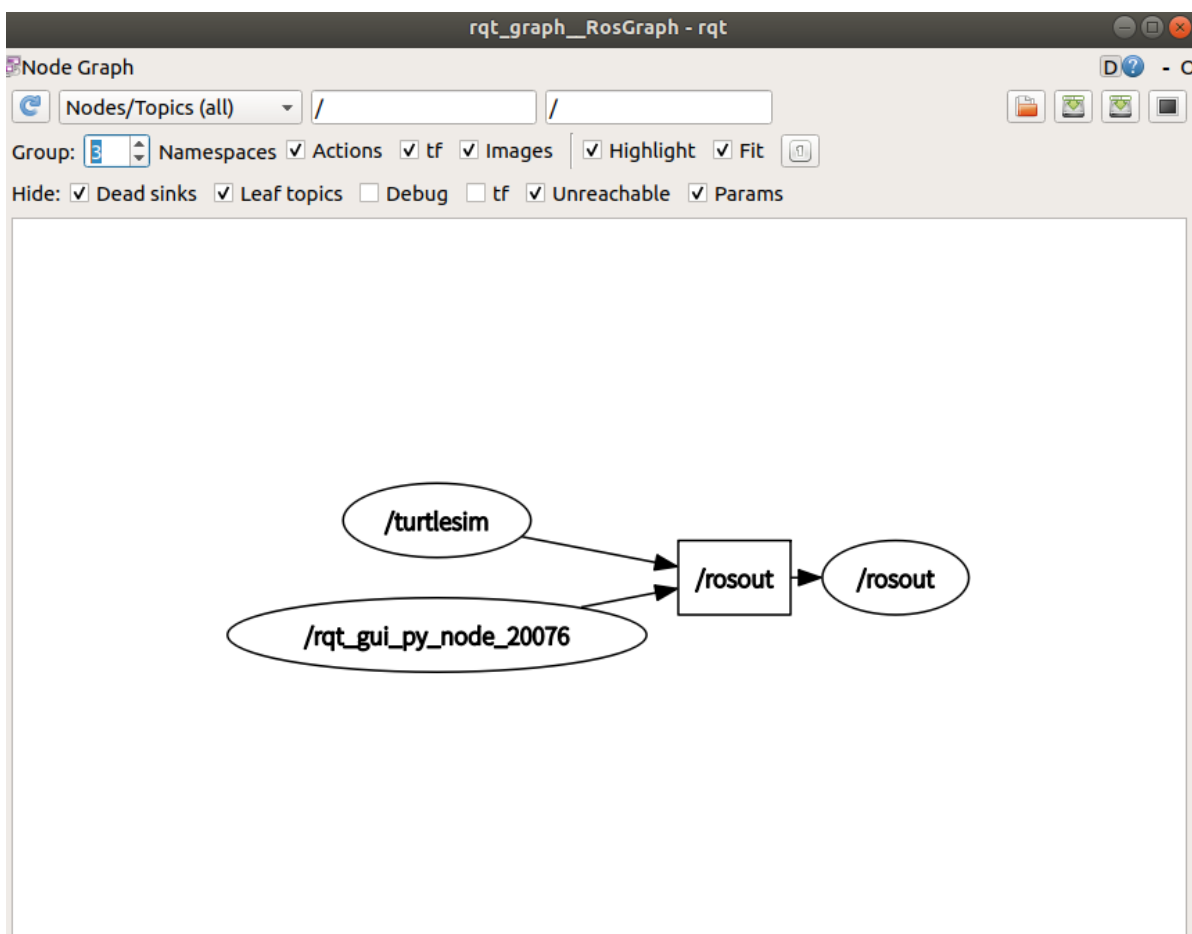 rqt_graph__RosGraph - rqt
Node Graph D ? - O
Nodes/Topics (all) / /
Group: 3 Namespaces Actions tf Images Highlight Fit
Hide: Dead sinks Leaf topics Debug tf Unreachable Params
/turtlesim
/rosout /rosout
/rqt_gui_py_node_20076